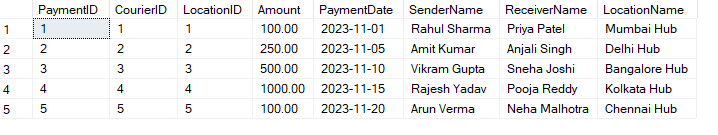 PaymentID CourierID LocationID Amount PaymentDate SenderName ReceiverName LocationName
1 1 1 1 100.00 2023-11-01 Rahul Sharma Priya Patel Mumbai Hub
2 2 2 2 250.00 2023-11-05 Amit Kumar Anjali Singh Delhi Hub
3 3 3 3 500.00 2023-11-10 Vikram Gupta Sneha Joshi Bangalore Hub
4 4 4 4 1000.00 2023-11-15 Rajesh Yadav Pooja Reddy Kolkata Hub
5 5 5 5 100.00 2023-11-20 Arun Verma Neha Malhotra Chennai Hub